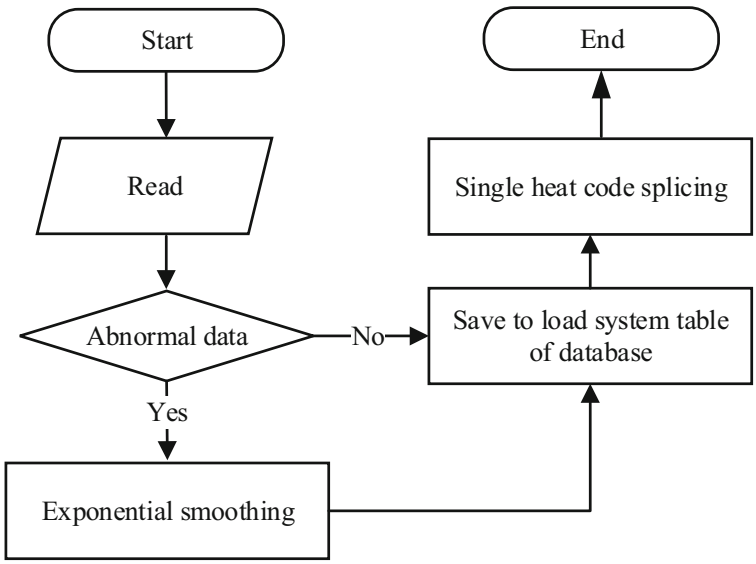 Start
Read
Abnormal data
No
Yes
Exponential smoothing
Save to load system table
of database
Single heat code splicing
End